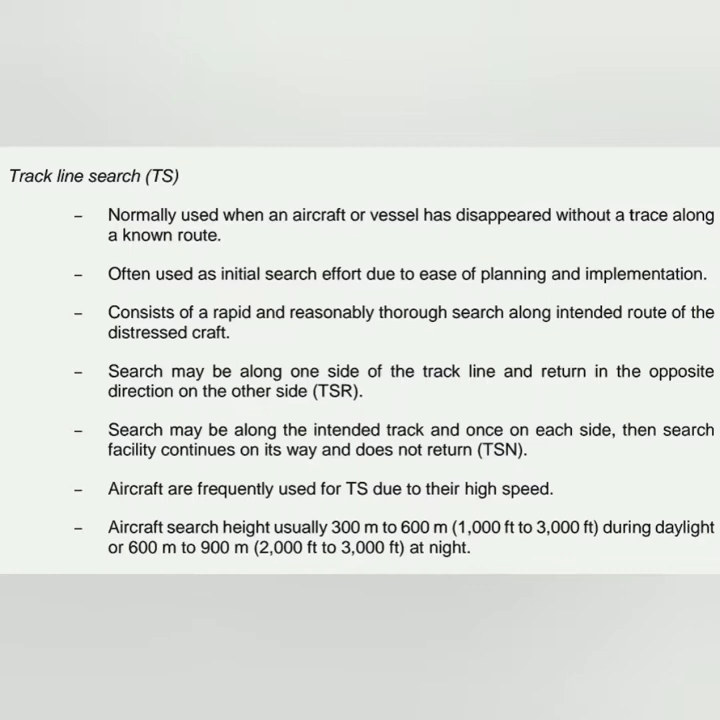 Track line search (TS)
– Normally used when an aircraft or vessel has disappeared without a trace along
a known route.
– Often used as initial search effort due to ease of planning and implementation.
– Consists of a rapid and reasonably thorough search along intended route of the
distressed craft.
– Search may be along one side of the track line and return in the opposite
direction on the other side (TSR).
– Search may be along the intended track and once on each side, then search
facility continues on its way and does not return (TSN).
– Aircraft are frequently used for TS due to their high speed.
– Aircraft search height usually 300 m to 600 m (1,000 ft to 3,000 ft) during daylight
or 600 m to 900 m (2,000 ft to 3,000 ft) at night.